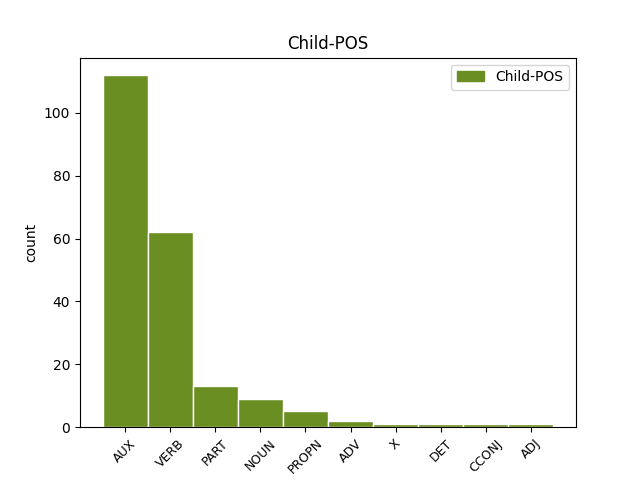 Child-POS
Child-POS
count
100
80
60
40
20
0
AUX
VERB
PART
NOUN
PROPN
ADV
X
DET
CCONJ
ADJ